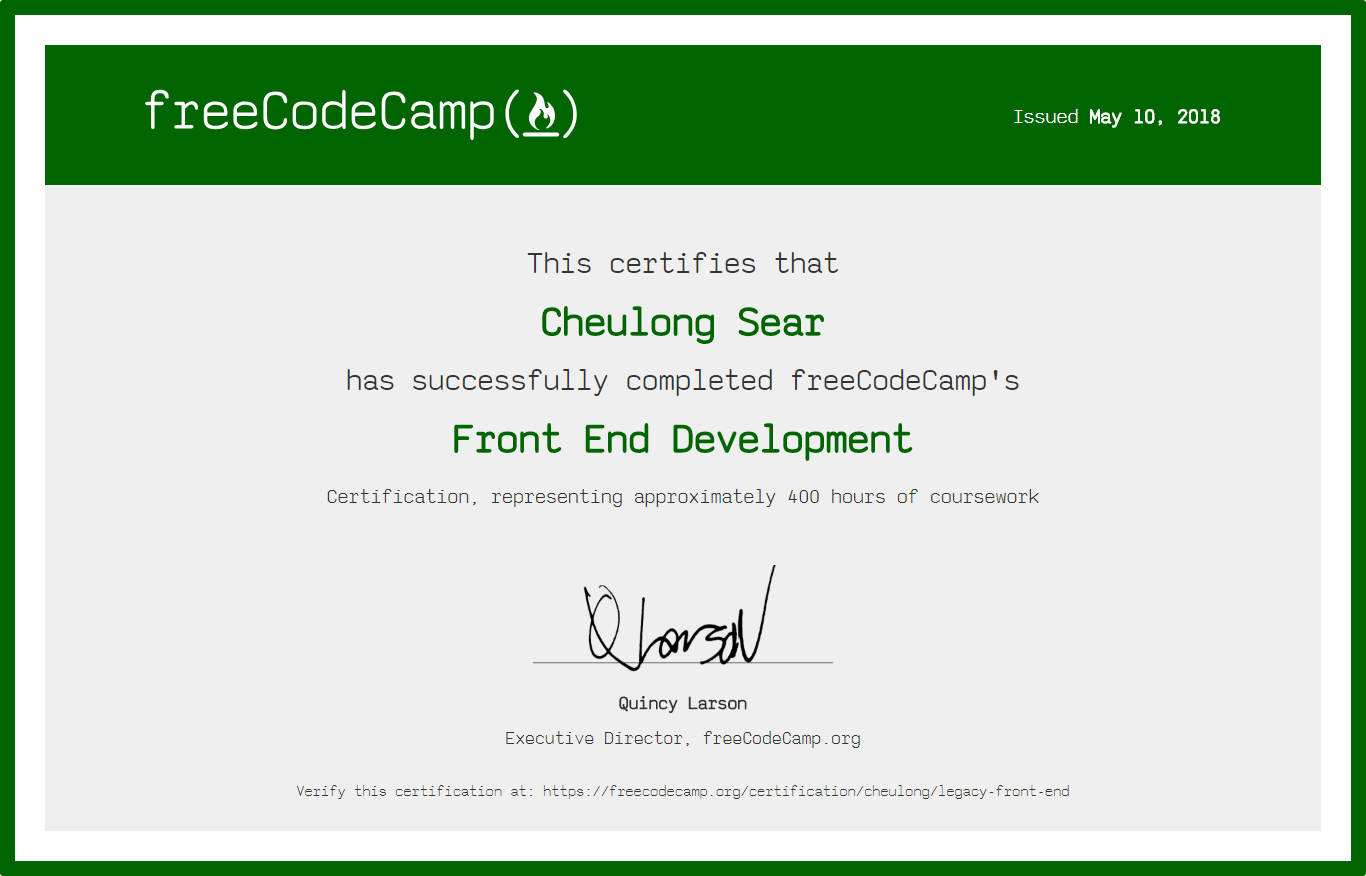 freeCodeCamp(🔥)
Issued May 10, 2018
This certifies that
Cheulong Sear
has successfully completed freeCodeCamp's
Front End Development
Certification, representing approximately 400 hours of coursework
Q Larson
Quincy Larson
Executive Director, freeCodeCamp.org
Verify this certification at: https://freecodecamp.org/certification/cheulong/legacy-front-end